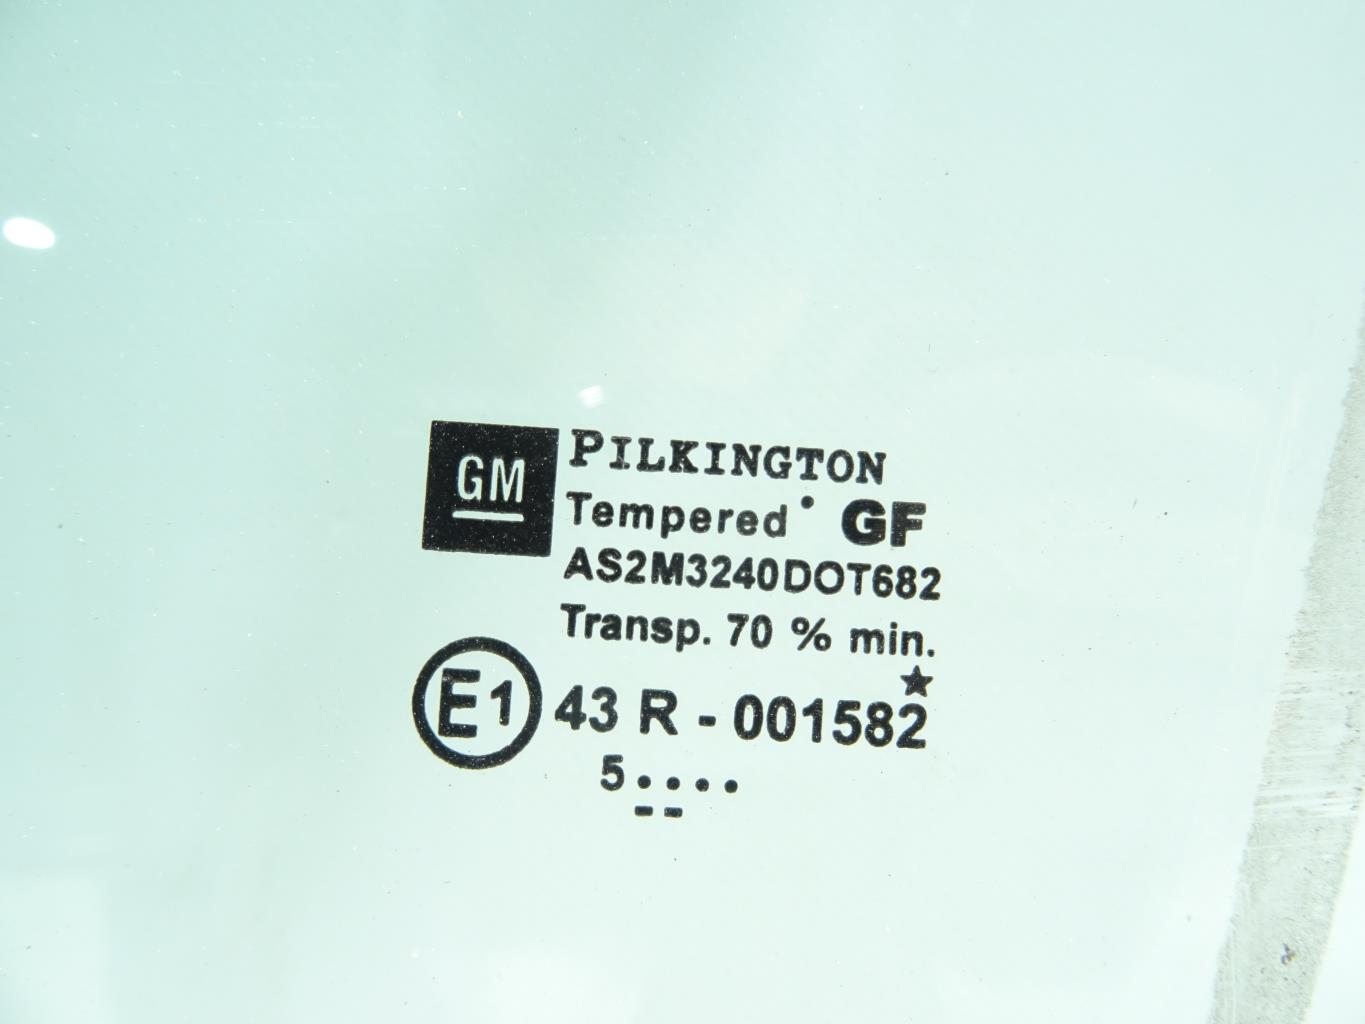 GM
PILKINGTON
Tempered GF
AS2M3240DOT682
Transp. 70 % min.
E1 43 R - 001582
5....